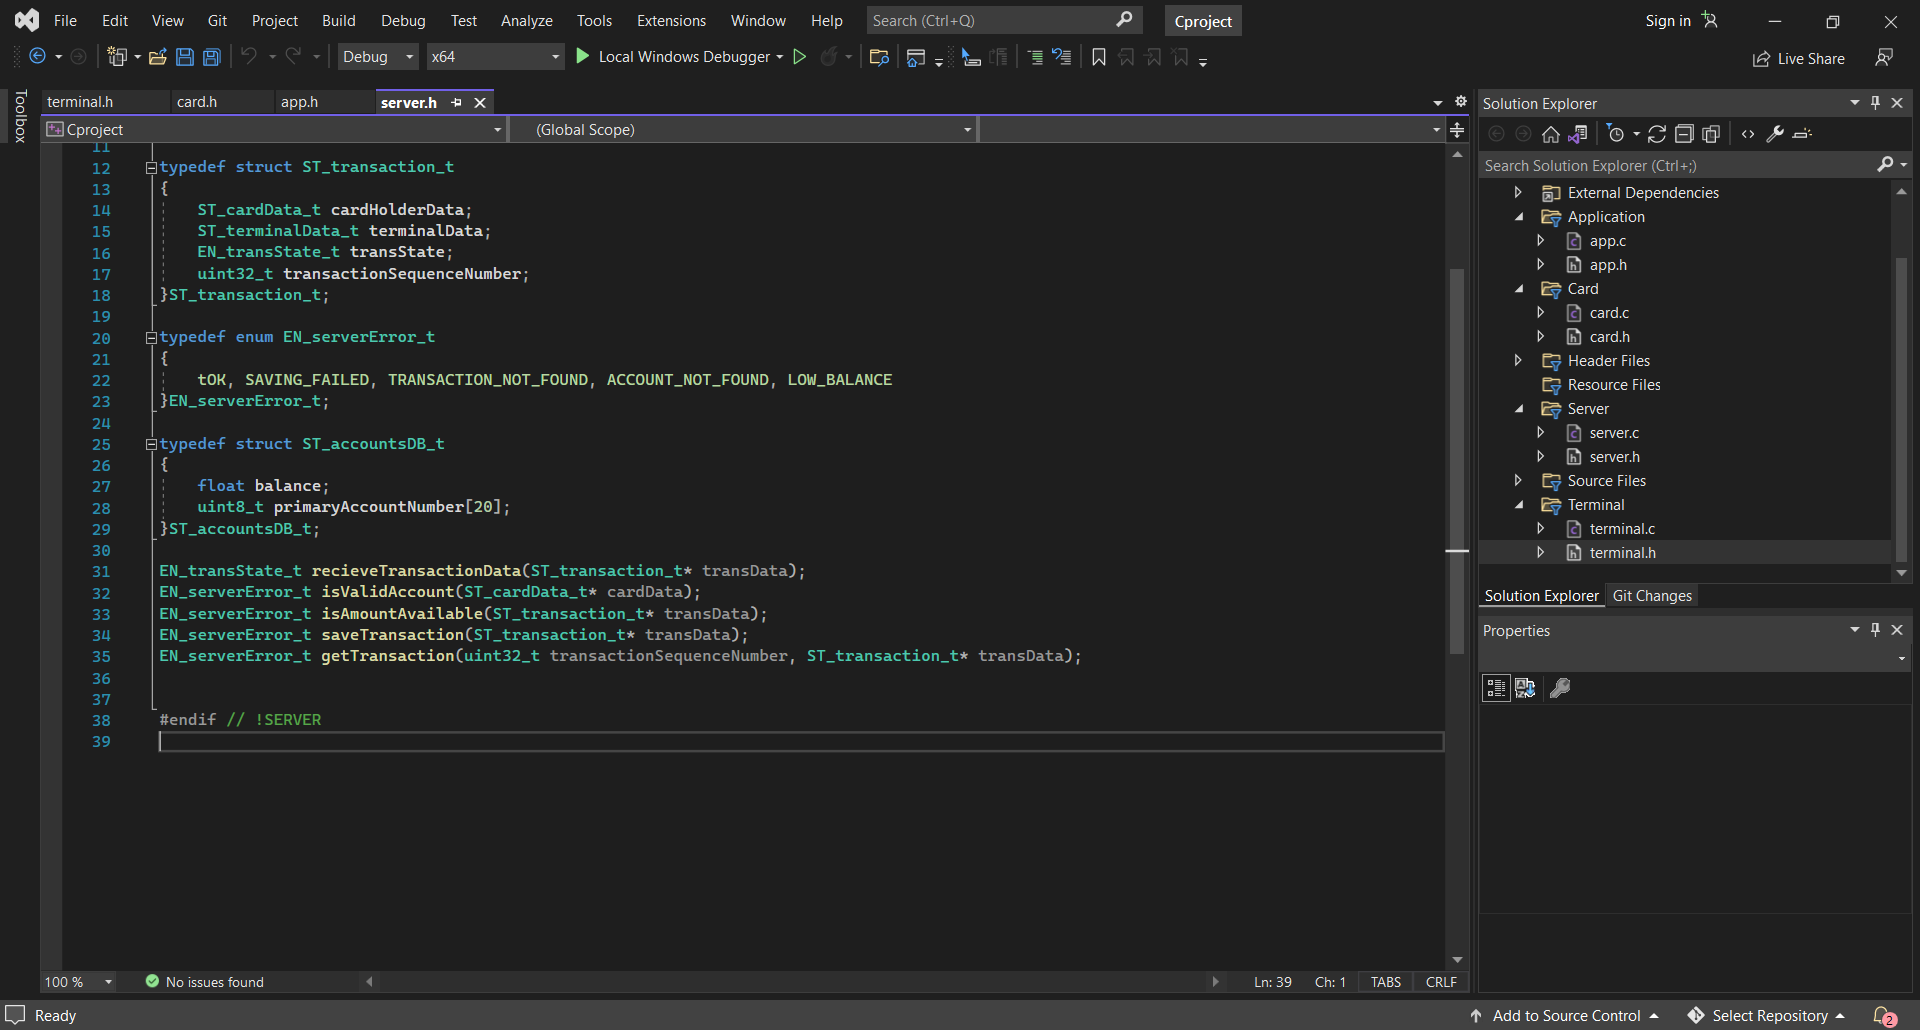 File Edit View Git Project Build Debug Test Analyze Tools Extensions Window Help Search (Ctrl+Q) Cproject Sign in
Debug x64 Local Windows Debugger Live Share
Toolbox
terminal.h card.h app.h server.h
Cproject (Global Scope)
11
12 typedef struct ST_transaction_t
13 {
14 ST_cardData_t cardHolderData;
15 ST_terminalData_t terminalData;
16 EN_transState_t transState;
17 uint32_t transactionSequenceNumber;
18 }ST_transaction_t;
19
20 typedef enum EN_serverError_t
21 {
22 tOK, SAVING_FAILED, TRANSACTION_NOT_FOUND, ACCOUNT_NOT_FOUND, LOW_BALANCE
23 }EN_serverError_t;
24
25 typedef struct ST_accountsDB_t
26 {
27 float balance;
28 uint8_t primaryAccountNumber[20];
29 }ST_accountsDB_t;
30
31 EN_transState_t recieveTransactionData(ST_transaction_t* transData);
32 EN_serverError_t isValidAccount(ST_cardData_t* cardData);
33 EN_serverError_t isAmountAvailable(ST_transaction_t* transData);
34 EN_serverError_t saveTransaction(ST_transaction_t* transData);
35 EN_serverError_t getTransaction(uint32_t transactionSequenceNumber, ST_transaction_t* transData);
36
37
38 #endif // !SERVER
39
100 % No issues found Ln: 39 Ch: 1 TABS CRLF
Solution Explorer
Search Solution Explorer (Ctrl+;)
External Dependencies
Application
app.c
app.h
Card
card.c
card.h
Header Files
Resource Files
Server
server.c
server.h
Source Files
Terminal
terminal.c
terminal.h
Solution Explorer Git Changes
Properties
Ready Add to Source Control Select Repository 2